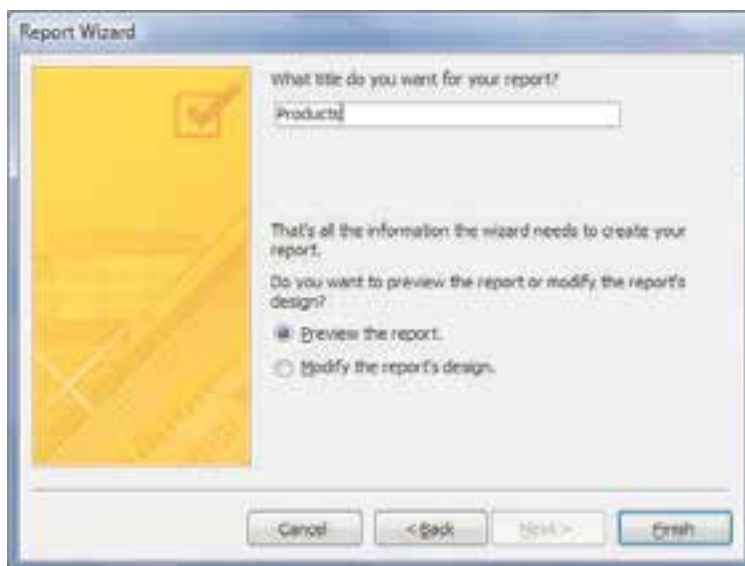 Report Wizard
What title do you want for your report?
Products
That's all the information the wizard needs to create your
report.
Do you want to preview the report or modify the report's
design?
Preview the report.
Modify the report's design.
Cancel
< Back
Next >
Finish